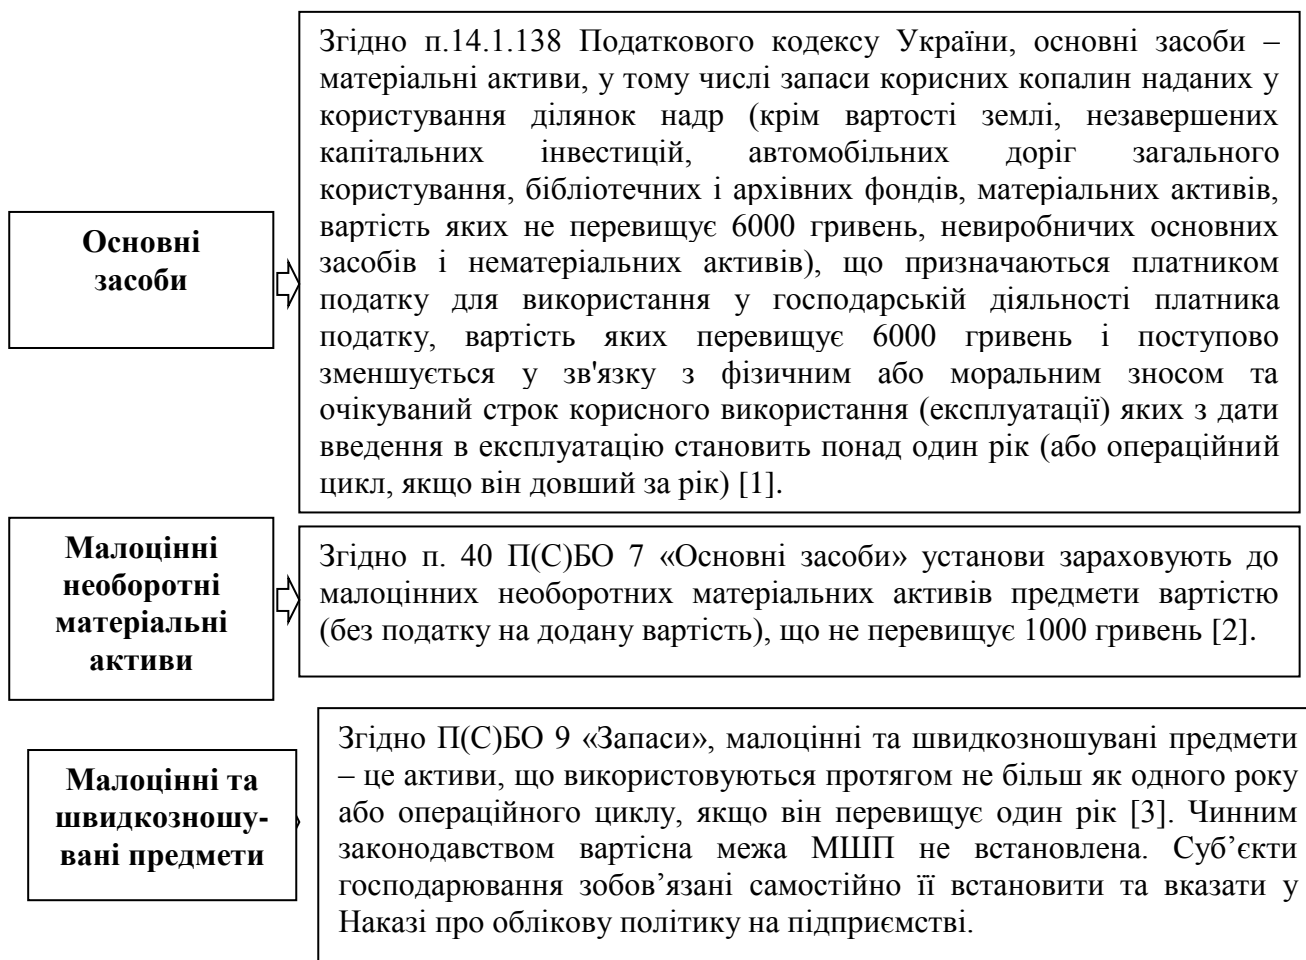 Основні
засоби
Згідно п.14.1.138 Податкового кодексу України, основні засоби –
матеріальні активи, у тому числі запаси корисних копалин наданих у
користування ділянок надр (крім вартості землі, незавершених
капітальних інвестицій, автомобільних доріг загального
користування, бібліотечних і архівних фондів, матеріальних активів,
вартість яких не перевищує 6000 гривень, невиробничих основних
засобів і нематеріальних активів), що призначаються платником
податку для використання у господарській діяльності платника
податку, вартість яких перевищує 6000 гривень і поступово
зменшується у зв'язку з фізичним або моральним зносом та
очікуваний строк корисного використання (експлуатації) яких з дати
введення в експлуатацію становить понад один рік (або операційний
цикл, якщо він довший за рік) [1].
Малоцінні
необоротні
матеріальні
активи
Згідно п. 40 П(С)БО 7 «Основні засоби» установи зараховують до
малоцінних необоротних матеріальних активів предмети вартістю
(без податку на додану вартість), що не перевищує 1000 гривень [2].
Малоцінні та
швидкозношу-
вані предмети
Згідно П(С)БО 9 «Запаси», малоцінні та швидкозношувані предмети
– це активи, що використовуються протягом не більш як одного року
або операційного циклу, якщо він перевищує один рік [3]. Чинним
законодавством вартісна межа МШП не встановлена. Суб’єкти
господарювання зобов’язані самостійно її встановити та вказати у
Наказі про облікову політику на підприємстві.